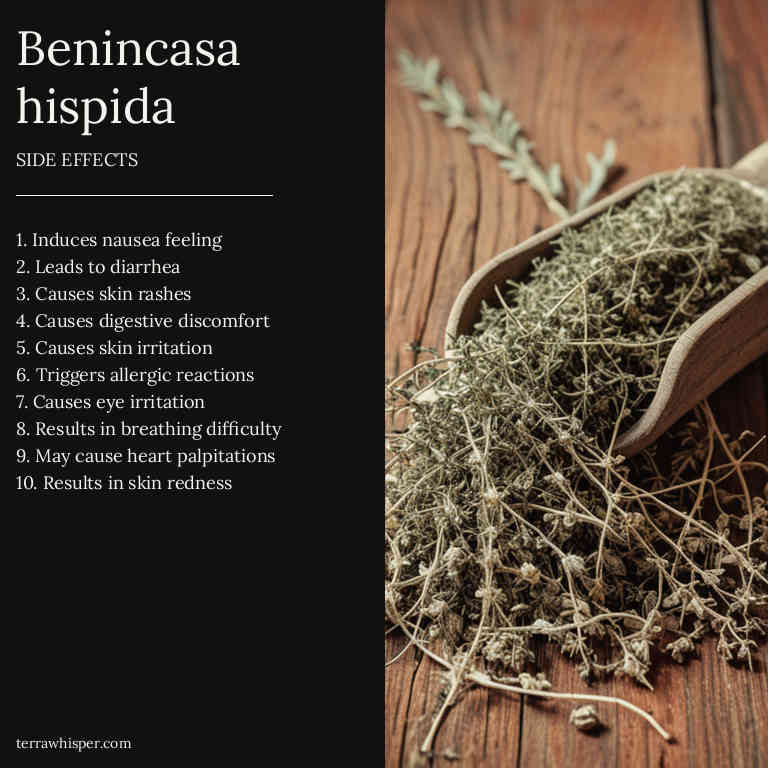 Benincasa
hispida
SIDE EFFECTS
1. Induces nausea feeling
2. Leads to diarrhea
3. Causes skin rashes
4. Causes digestive discomfort
5. Causes skin irritation
6. Triggers allergic reactions
7. Causes eye irritation
8. Results in breathing difficulty
9. May cause heart palpitations
10. Results in skin redness
terrawhisper.com